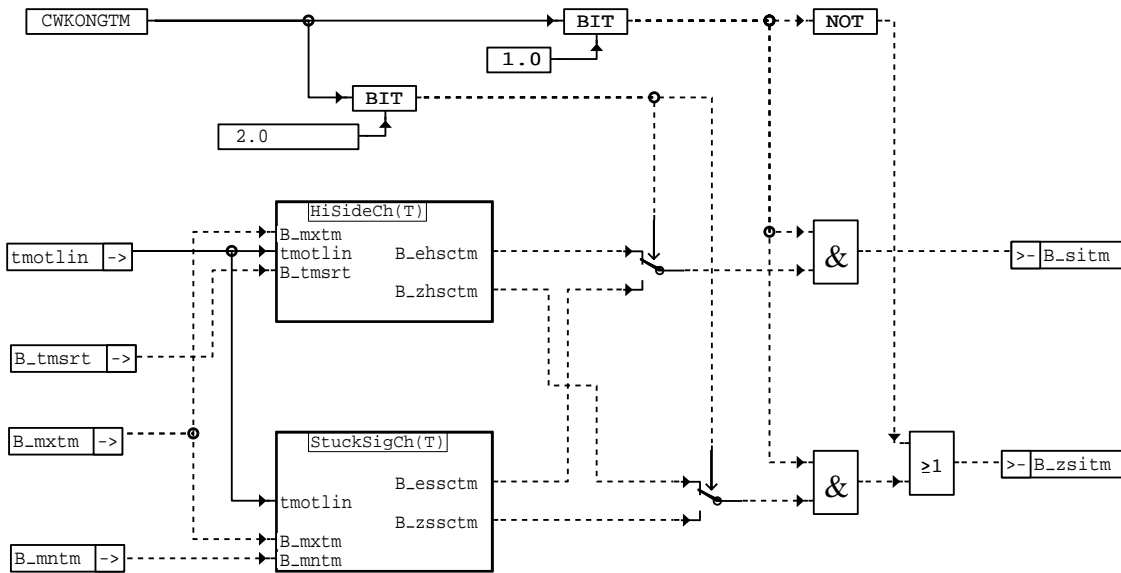 CWKONGTM
BIT
NOT
1.0
BIT
2.0
HiSideCh(T)
B_mxtm
tmotlin ->
tmotlin
B_ehsctm
&
>- B_sitm
B_tmsrt
B_zhsctm
B_tmsrt ->
B_mxtm ->
StuckSigCh(T)
≥1
>- B_zsitm
B_essctm
&
tmotlin
B_zssctm
B_mxtm
B_mntm ->
B_mntm